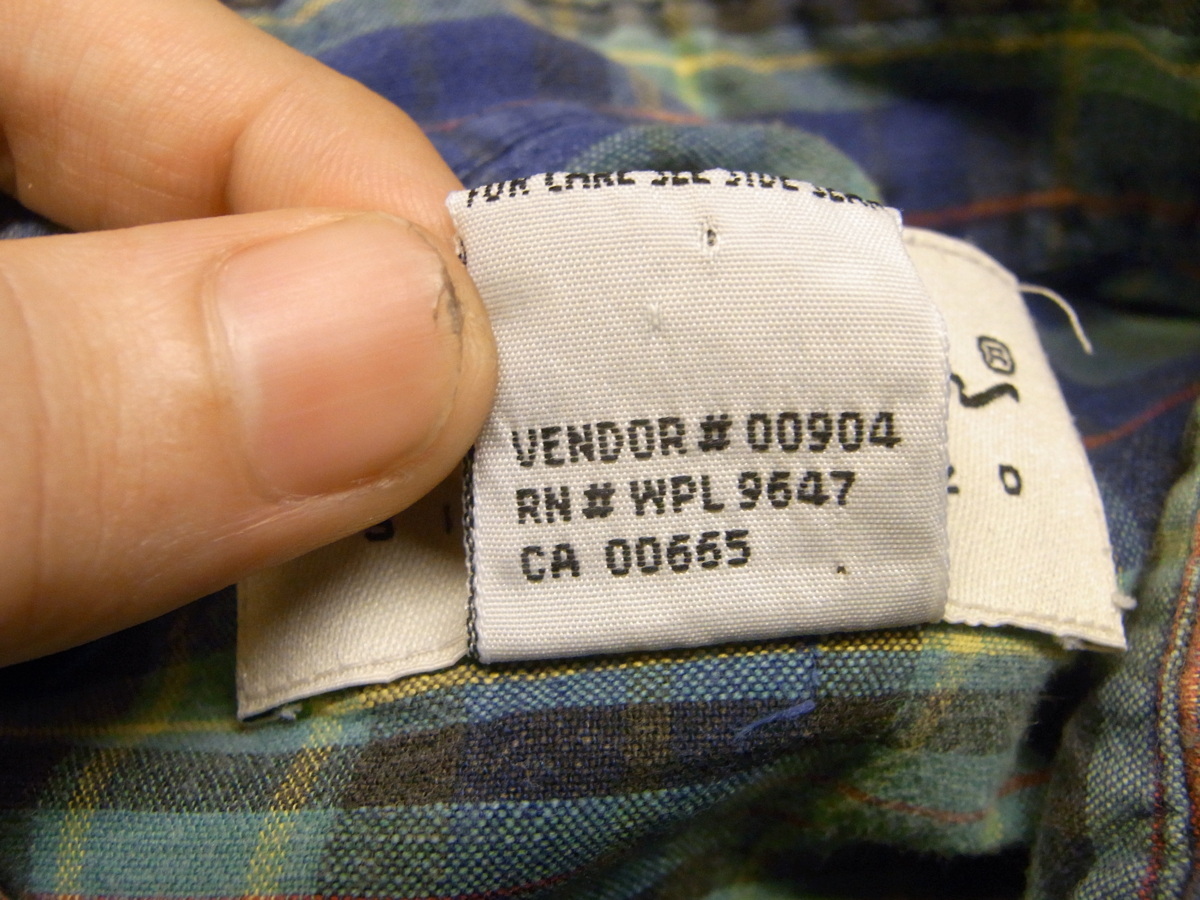 FOR CARE SEE SIDE SEAM
VENDOR # 00904
RN # WPL 9647
CA 00665
S®